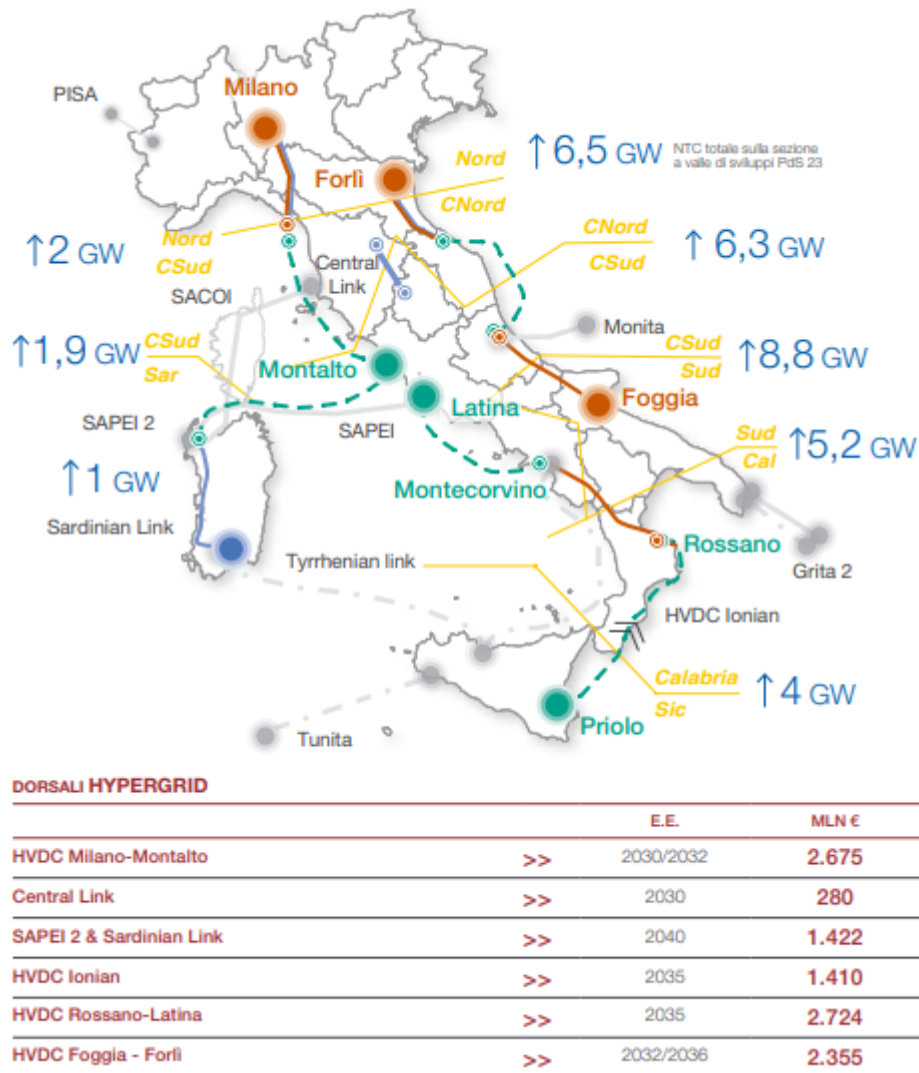 Milano
PISA
Forlì
Nord
CNord
↑6,5 GW
NTC totale sulla sezione
a valle di sviluppi PdS 23
Nord
CSud
↑2 GW
CNord
CSud
↑ 6,3 GW
Central
Link
SACOI
Monita
↑1,9 GW
CSud
Sar
Montalto
CSud
Sud
↑8,8 GW
Foggia
Latina
SAPEI 2
SAPEI
Sud
Cal
↑5,2 GW
↑1 GW
Montecorvino
Sardinian Link
Rossano
Tyrrhenian link
Grita 2
HVDC Ionian
Calabria
Sic
↑4 GW
Priolo
Tunita
DORSALI HYPERGRID
E.E. MLN €
HVDC Milano-Montalto >> 2030/2032 2.675
Central Link >> 2030 280
SAPEI 2 & Sardinian Link >> 2040 1.422
HVDC Ionian >> 2035 1.410
HVDC Rossano-Latina >> 2035 2.724
HVDC Foggia - Forlì >> 2032/2036 2.355